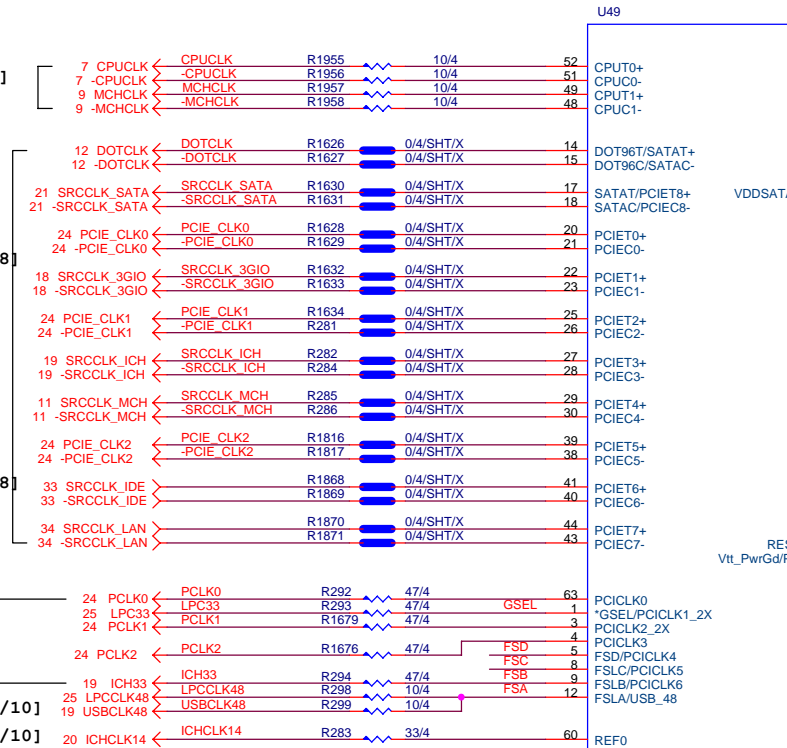 U49
7 CPUCLK CPUCLK R1955 10/4 52 CPUT0+
]
7 -CPUCLK -CPUCLK R1956 10/4 51 CPUC0-
9 MCHCLK MCHCLK R1957 10/4 49 CPUT1+
9 -MCHCLK -MCHCLK R1958 10/4 48 CPUC1-
12 DOTCLK DOTCLK R1626 0/4/SHT/X 14 DOT96T/SATAT+
12 -DOTCLK -DOTCLK R1627 0/4/SHT/X 15 DOT96C/SATAC-
21 SRCCLK_SATA SRCCLK_SATA R1630 0/4/SHT/X 17 SATAT/PCIET8+ VDDSAT
21 -SRCCLK_SATA -SRCCLK_SATA R1631 0/4/SHT/X 18 SATAC/PCIEC8-
24 PCIE_CLK0 PCIE_CLK0 R1628 0/4/SHT/X 20 PCIET0+
24 -PCIE_CLK0 -PCIE_CLK0 R1629 0/4/SHT/X 21 PCIEC0-
8]
18 SRCCLK_3GIO SRCCLK_3GIO R1632 0/4/SHT/X 22 PCIET1+
18 -SRCCLK_3GIO -SRCCLK_3GIO R1633 0/4/SHT/X 23 PCIEC1-
24 PCIE_CLK1 PCIE_CLK1 R1634 0/4/SHT/X 25 PCIET2+
24 -PCIE_CLK1 -PCIE_CLK1 R281 0/4/SHT/X 26 PCIEC2-
19 SRCCLK_ICH SRCCLK_ICH R282 0/4/SHT/X 27 PCIET3+
19 -SRCCLK_ICH -SRCCLK_ICH R284 0/4/SHT/X 28 PCIEC3-
11 SRCCLK_MCH SRCCLK_MCH R285 0/4/SHT/X 29 PCIET4+
11 -SRCCLK_MCH -SRCCLK_MCH R286 0/4/SHT/X 30 PCIEC4-
24 PCIE_CLK2 PCIE_CLK2 R1816 0/4/SHT/X 39 PCIET5+
24 -PCIE_CLK2 -PCIE_CLK2 R1817 0/4/SHT/X 38 PCIEC5-
8]
33 SRCCLK_IDE R1868 0/4/SHT/X 41 PCIET6+
33 -SRCCLK_IDE R1869 0/4/SHT/X 40 PCIEC6-
34 SRCCLK_LAN R1870 0/4/SHT/X 44 PCIET7+
34 -SRCCLK_LAN R1871 0/4/SHT/X 43 PCIEC7- RES
Vtt_PwrGd/
24 PCLK0 PCLK0 R292 47/4 63 PCICLK0
25 LPC33 LPC33 R293 47/4 GSEL 1 *GSEL/PCICLK1_2X
24 PCLK1 PCLK1 R1679 47/4 3 PCICLK2_2X
4 PCICLK3
24 PCLK2 PCLK2 R1676 47/4 FSD 5 FSD/PCICLK4
FSC 8 FSLC/PCICLK5
19 ICH33 ICH33 R294 47/4 FSB 9 FSLB/PCICLK6
25 LPCCLK48 LPCCLK48 R298 10/4 FSA 12 FSLA/USB_48
/10]
19 USBCLK48 USBCLK48 R299 10/4
/10]
20 ICHCLK14 ICHCLK14 R283 33/4 60 REF0